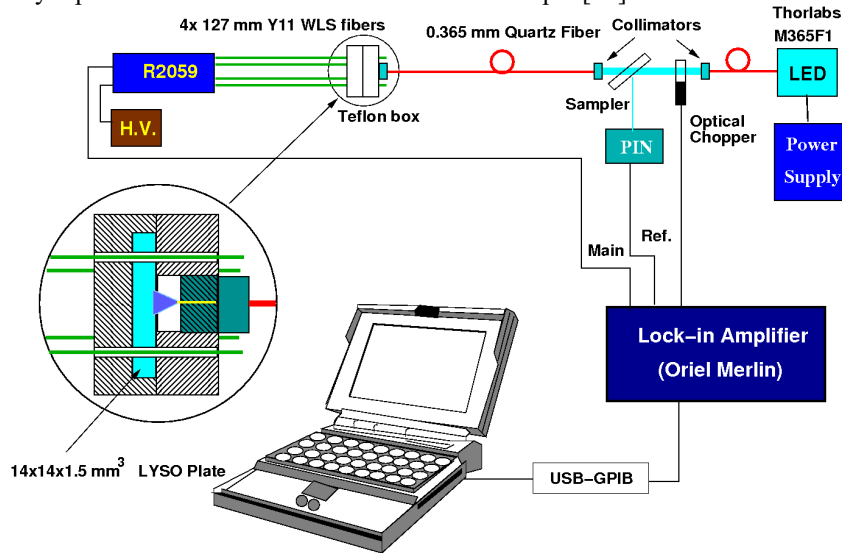 4x 127 mm Y11 WLS fibers
0.365 mm Quartz Fiber
Collimators
Thorlabs
M365F1
R2059
LED
H.V.
Teflon box
Sampler
Optical
Chopper
PIN
Power
Supply
Main
Ref.
Lock-in Amplifier
(Oriel Merlin)
14x14x1.5 mm³ LYSO Plate
USB-GPIB